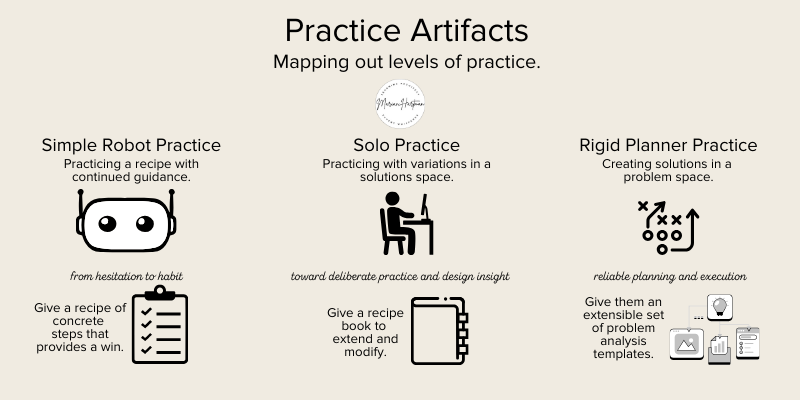 Practice Artifacts
Mapping out levels of practice.
Marian Hartman
Simple Robot Practice
Practicing a recipe with
continued guidance.
from hesitation to habit
Give a recipe of
concrete
steps that
provides a win.
Solo Practice
Practicing with variations in a
solutions space.
toward deliberate practice and design insight
Give a recipe
book to
extend and
modify.
Rigid Planner Practice
Creating solutions in a
problem space.
reliable planning and execution
Give them an
extensible set
of problem
analysis
templates.